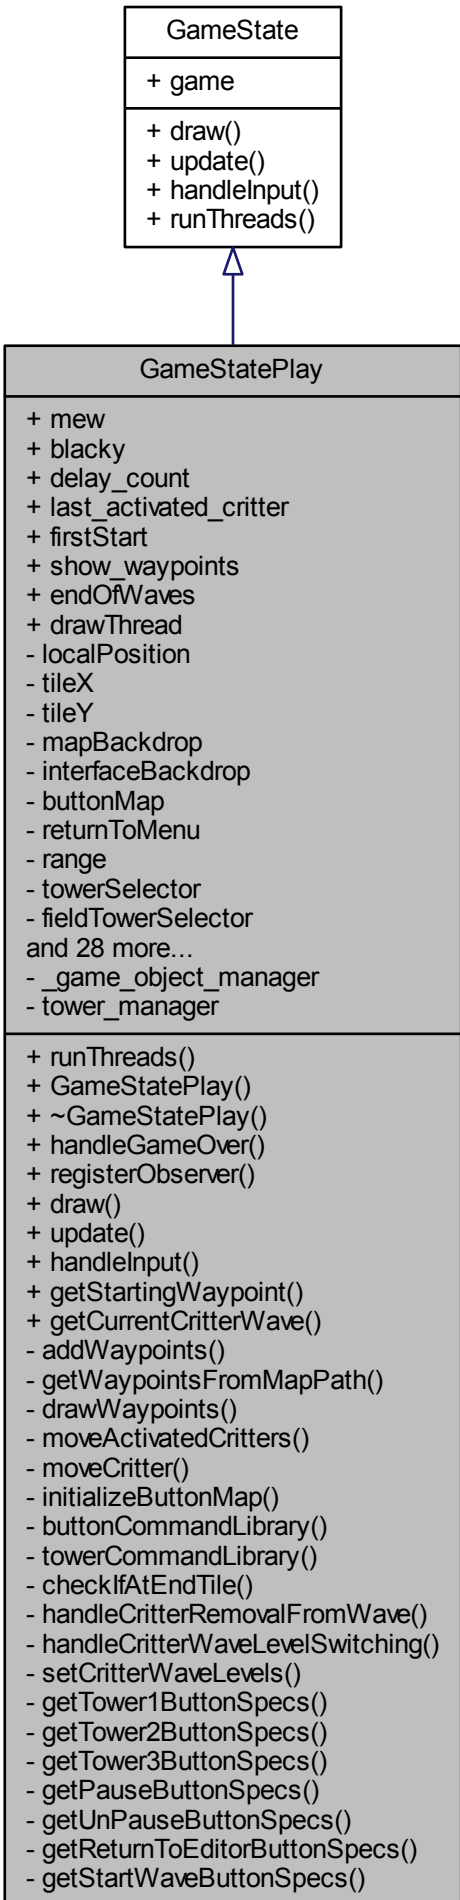 GameState
+ game
+ draw()
+ update()
+ handleInput()
+ runThreads()
GameStatePlay
+ mew
+ blacky
+ delay_count
+ last_activated_critter
+ firstStart
+ show_waypoints
+ endOfWaves
+ drawThread
- localPosition
- tileX
- tileY
- mapBackdrop
- interfaceBackdrop
- buttonMap
- returnToMenu
- range
- towerSelector
- fieldTowerSelector
and 28 more...
- _game_object_manager
- tower_manager
+ runThreads()
+ GameStatePlay()
+ ~GameStatePlay()
+ handleGameOver()
+ registerObserver()
+ draw()
+ update()
+ handleInput()
+ getStartingWaypoint()
+ getCurrentCritterWave()
- addWaypoints()
- getWaypointsFromMapPath()
- drawWaypoints()
- moveActivatedCritters()
- moveCritter()
- initializeButtonMap()
- buttonCommandLibrary()
- towerCommandLibrary()
- checkIfAtEndTile()
- handleCritterRemovalFromWave()
- handleCritterWaveLevelSwitching()
- setCritterWaveLevels()
- getTower1ButtonSpecs()
- getTower2ButtonSpecs()
- getTower3ButtonSpecs()
- getPauseButtonSpecs()
- getUnPauseButtonSpecs()
- getReturnToEditorButtonSpecs()
- getStartWaveButtonSpecs()